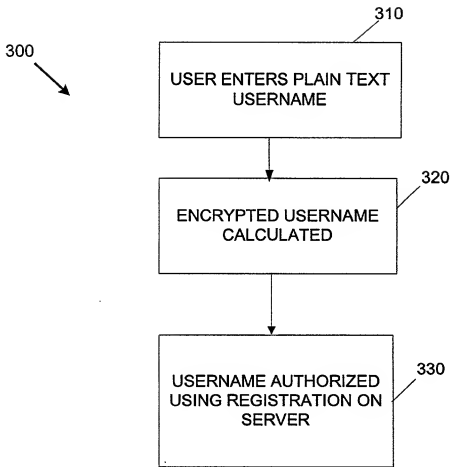 310
300
USER ENTERS PLAIN TEXT
USERNAME
320
ENCRYPTED USERNAME
CALCULATED
330
USERNAME AUTHORIZED
USING REGISTRATION ON
SERVER